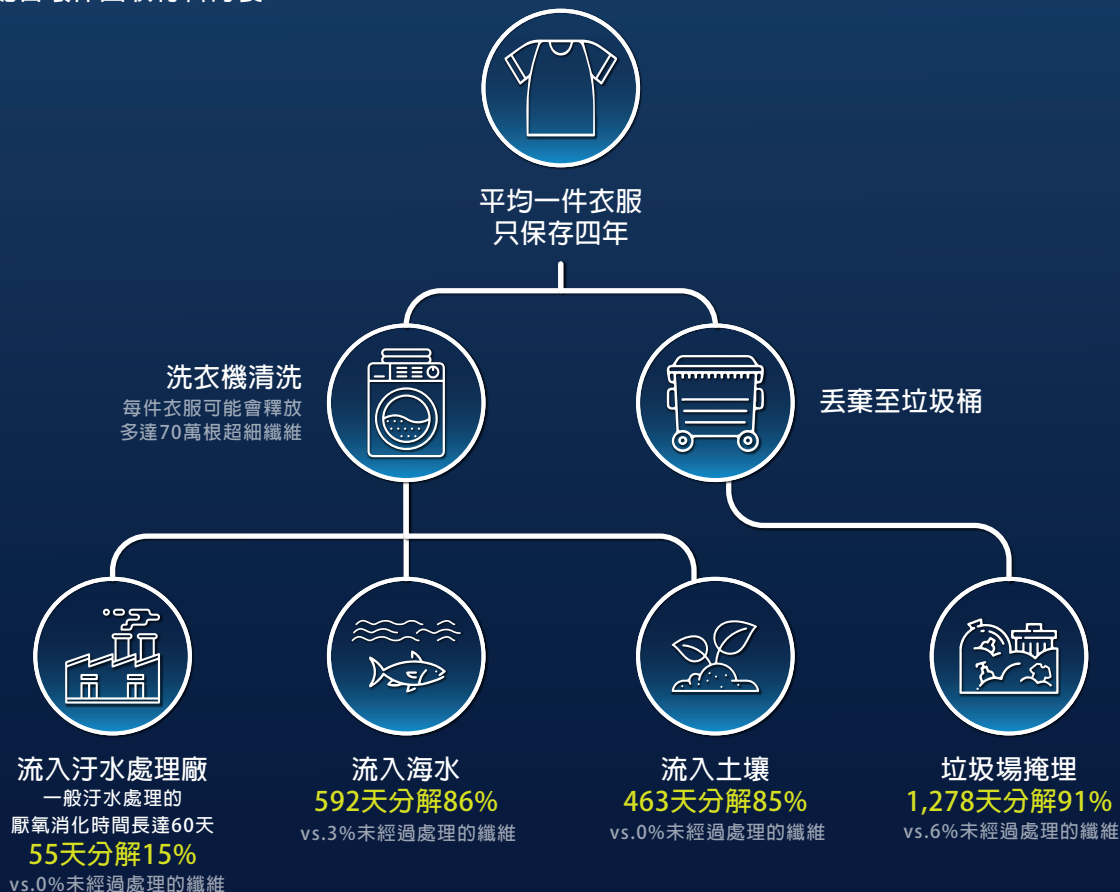 平均一件衣服
只保存四年
洗衣機清洗
每件衣服可能會釋放
多達70萬根超細纖維
丟棄至垃圾桶
流入汙水處理廠
一般汙水處理的
厭氧消化時間長達60天
55天分解15%
vs.0%未經過處理的纖維
流入海水
592天分解86%
vs.3%未經過處理的纖維
流入土壤
463天分解85%
vs.0%未經過處理的纖維
垃圾場掩埋
1,278天分解91%
vs.6%未經過處理的纖維